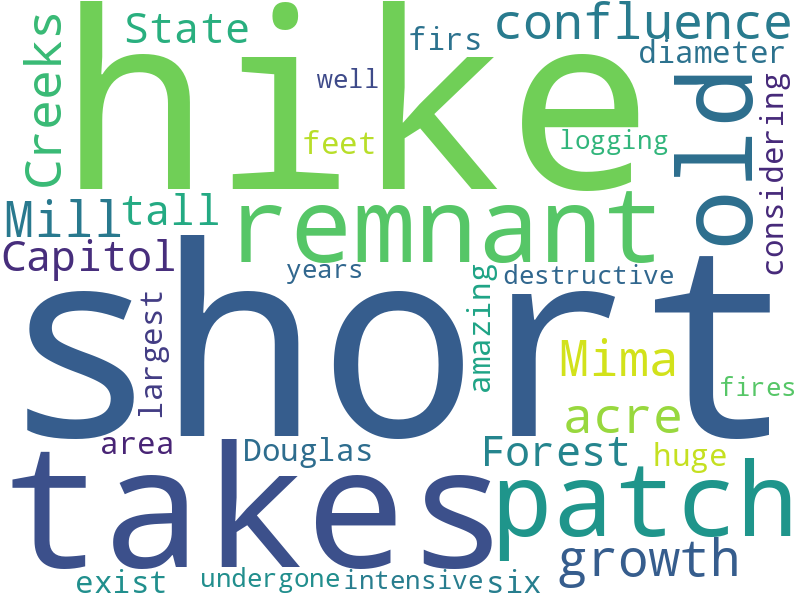 hike
State
Creeks
confluence
firs
diameter
well
feet
logging
old
considering
Mill
tall
remnant
Capitol
years
destructive
short
largest
amazing
Mima
fires
acre
area
Douglas
Forest
huge
takes
patch
growth
exist
undergone
intensive
six